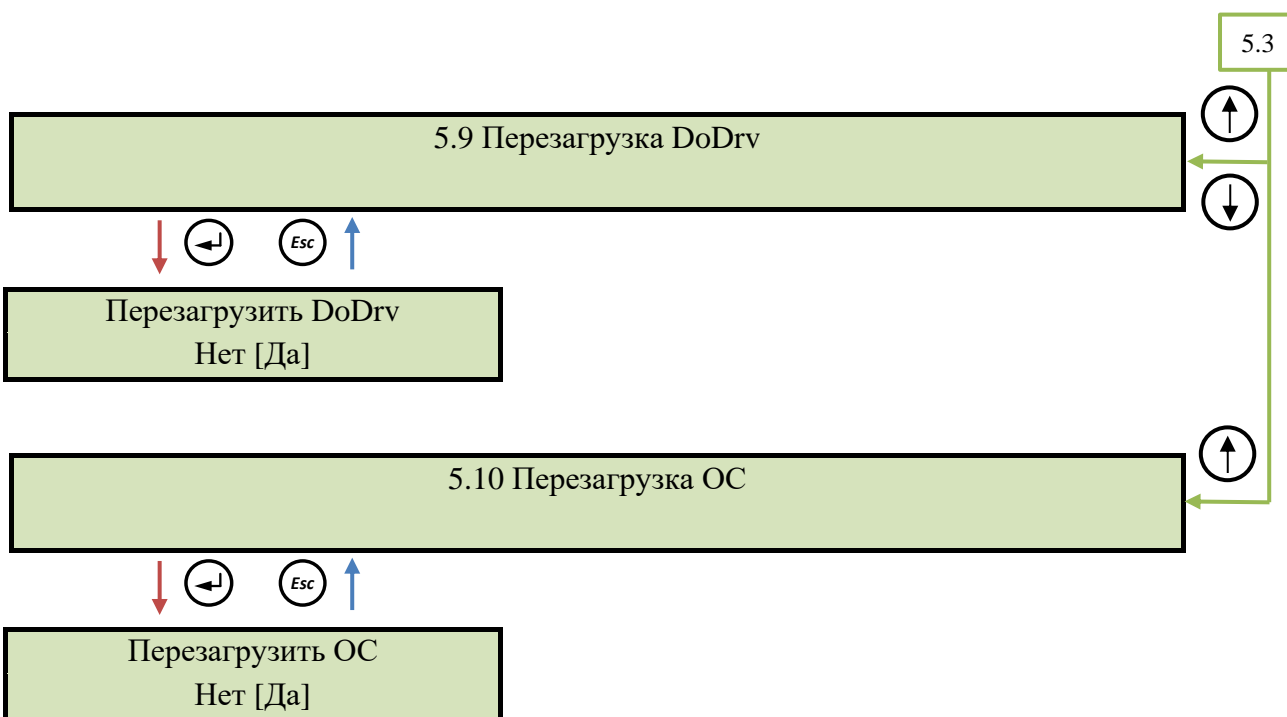 5.3
5.9 Перезагрузка DoDrv
Esc
Перезагрузить DoDrv
Нет [Да]
5.10 Перезагрузка ОС
Esc
Перезагрузить ОС
Нет [Да]